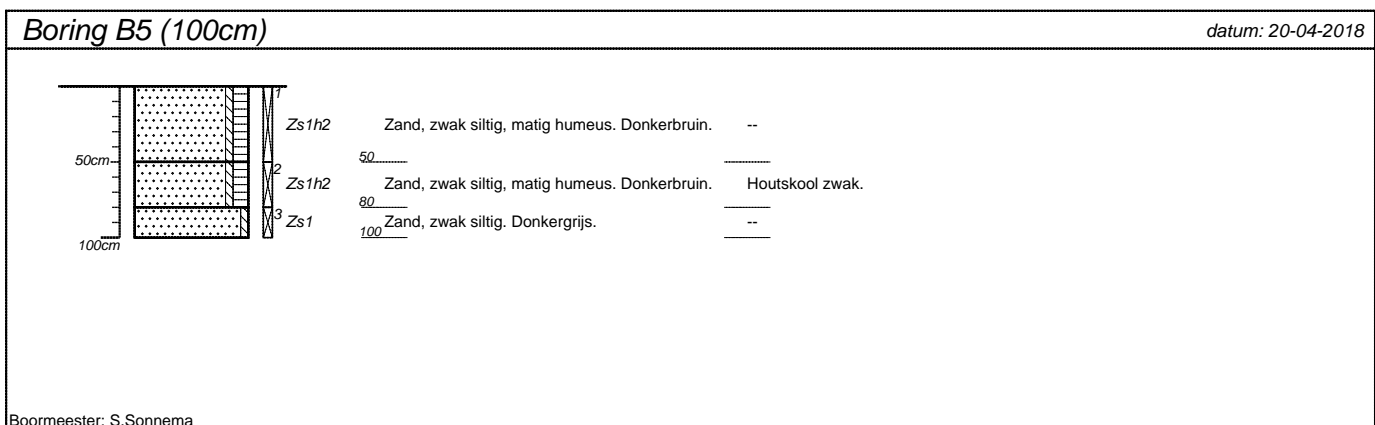 Boring B5 (100cm) datum: 20-04-2018
1
Zs1h2 Zand, zwak siltig, matig humeus. Donkerbruin. --
50cm 50
2
Zs1h2 Zand, zwak siltig, matig humeus. Donkerbruin. Houtskool zwak.
80
3 Zs1 Zand, zwak siltig. Donkergrijs. --
100
100cm
Boormeester: S.Sonnema